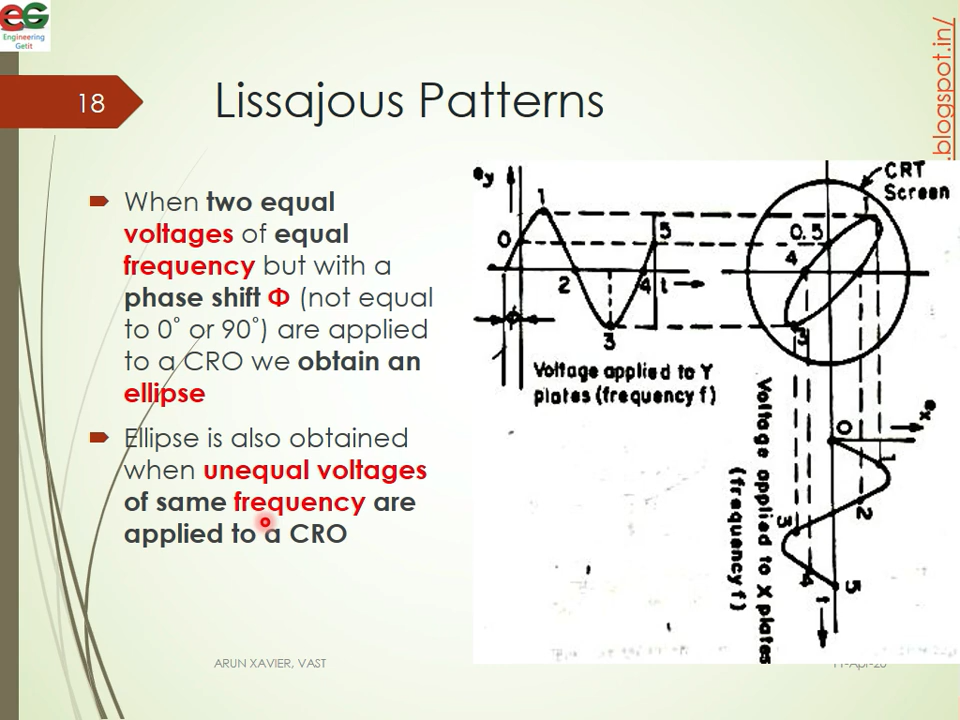 EG
Engineering
Getit
.blogspot.in/
18
Lissajous Patterns
When two equal
voltages of equal
frequency but with a
phase shift Φ (not equal
to 0° or 90°) are applied
to a CRO we obtain an
ellipse
Ellipse is also obtained
when unequal voltages
of same frequency are
applied to a CRO
ey
1
0
5
2
4
t
3
Φ
Voltage applied to Y
plates (frequency f)
CRT
Screen
0.5
4
3
Voltage applied to X plates
(frequency f)
ex
0
1
2
3
4
5
t
ARUN XAVIER, VAST